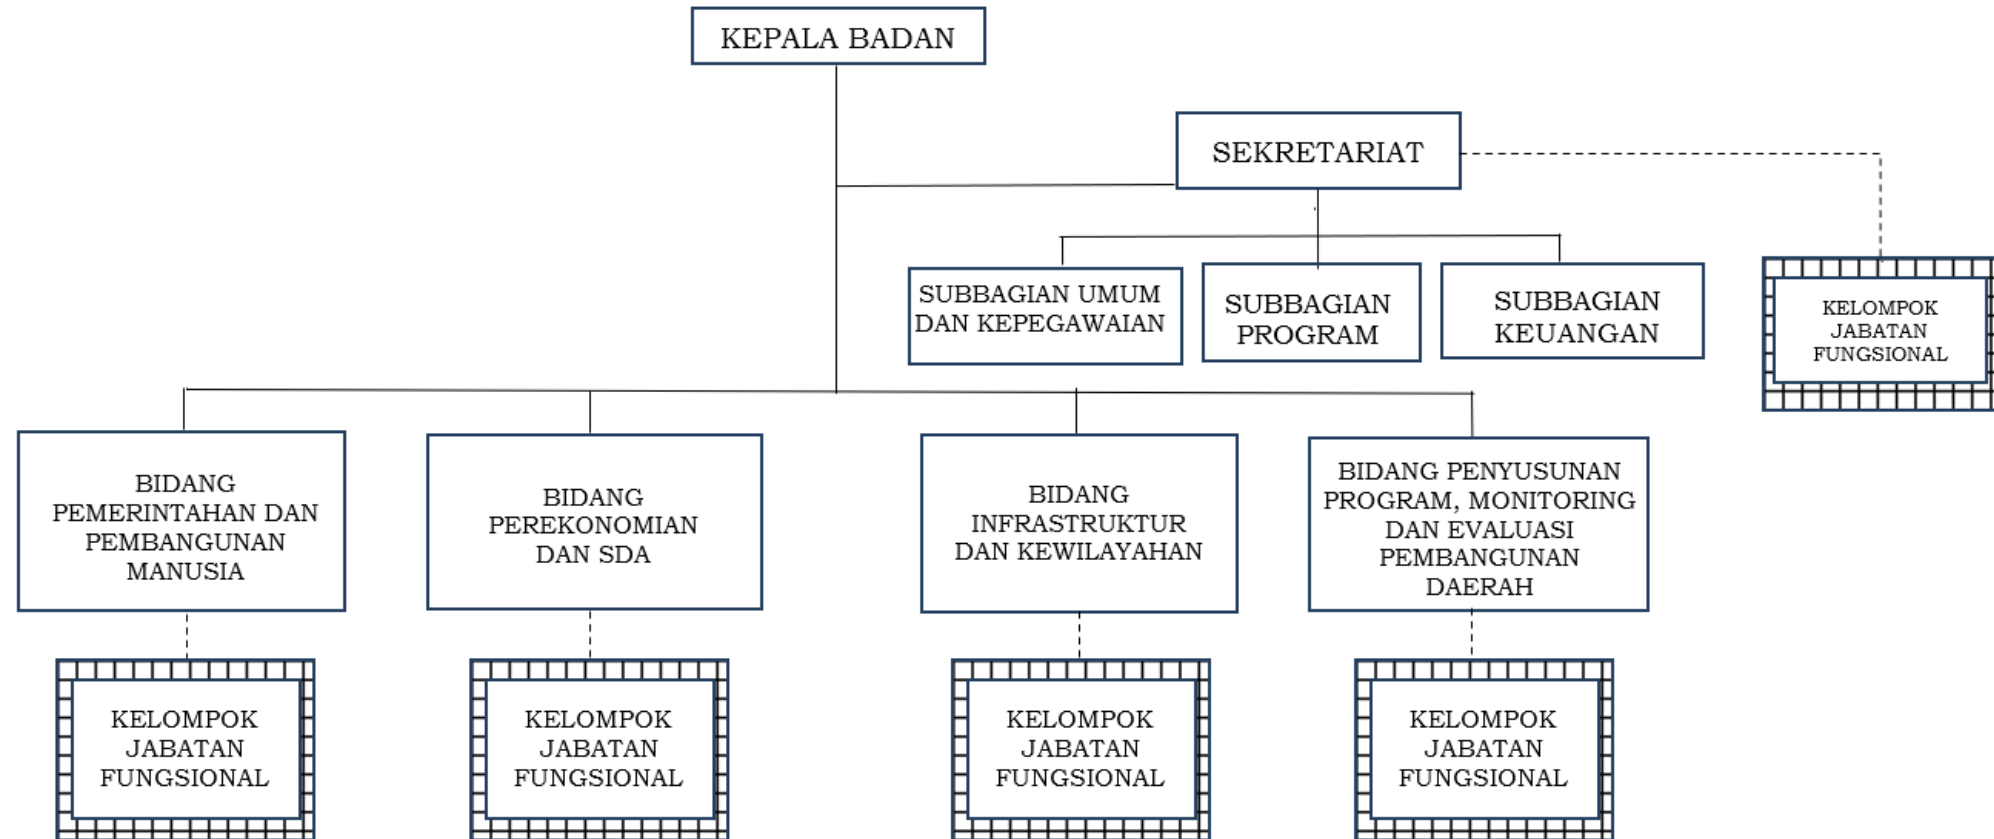 KEPALA BADAN
SEKRETARIAT
SUBBAGIAN UMUM
DAN KEPEGAWAIAN
SUBBAGIAN
PROGRAM
SUBBAGIAN
KEUANGAN
KELOMPOK
JABATAN
FUNGSIONAL
BIDANG
PEMERINTAHAN DAN
PEMBANGUNAN
MANUSIA
BIDANG
PEREKONOMIAN
DAN SDA
BIDANG
INFRASTRUKTUR
DAN KEWILAYAHAN
BIDANG PENYUSUNAN
PROGRAM, MONITORING
DAN EVALUASI
PEMBANGUNAN
DAERAH
KELOMPOK
JABATAN
FUNGSIONAL
KELOMPOK
JABATAN
FUNGSIONAL
KELOMPOK
JABATAN
FUNGSIONAL
KELOMPOK
JABATAN
FUNGSIONAL